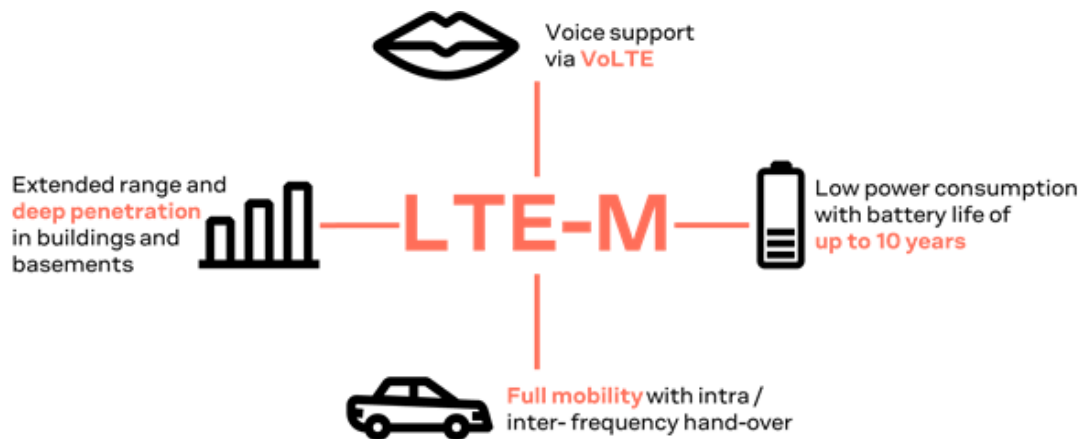 Voice support
via VoLTE
Extended range and
deep penetration
in buildings and
basements
LTE-M
Low power consumption
with battery life of
up to 10 years
Full mobility with intra /
inter- frequency hand-over